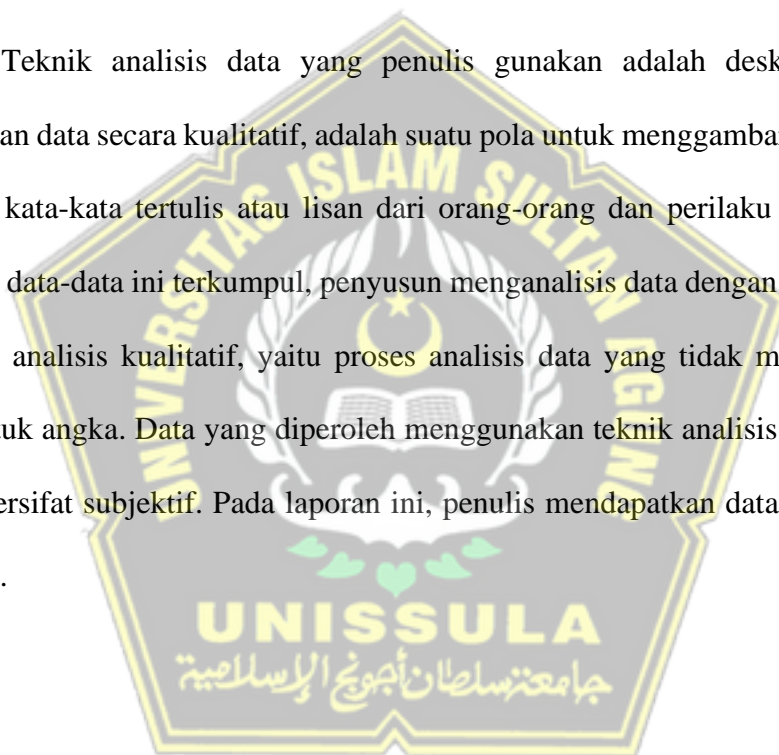 Teknik analisis data yang penulis gunakan adalah desk
an data secara kualitatif, adalah suatu pola untuk menggambar
kata-kata tertulis atau lisan dari orang-orang dan perilaku
data-data ini terkumpul, penyusun menganalisis data dengan
analisis kualitatif, yaitu proses analisis data yang tidak m
uk angka. Data yang diperoleh menggunakan teknik analisis
ersifat subjektif. Pada laporan ini, penulis mendapatkan data
.
UNIVERSITAS ISLAM SULTAN AGUNG
UNISSULA
جامعة سلطان أجونج الإسلامية